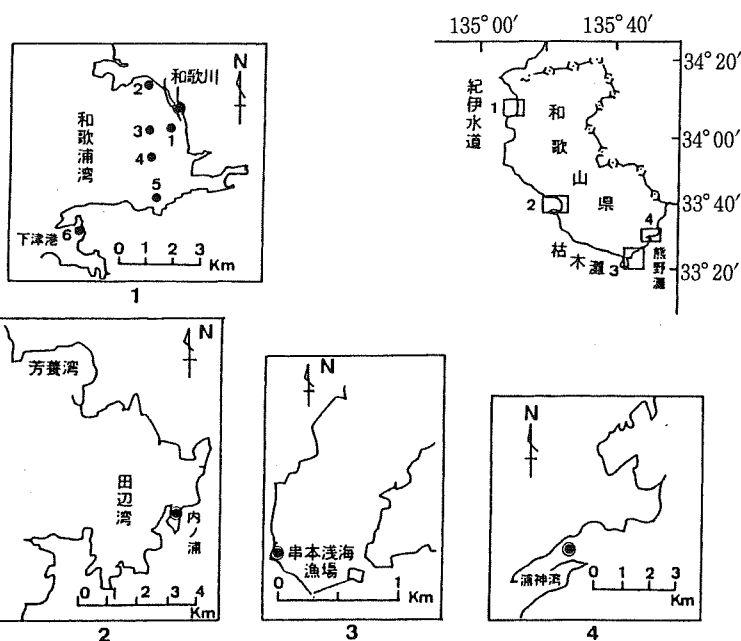 135°00′ 135°40′
34°20′
34°00′
33°40′
33°20′
紀伊水道
和歌山県
枯木灘
熊野灘
1
2
3
4
N
和歌川
和歌浦湾
2
3
1
4
5
6
下津港
0 1 2 3
Km
1
N
芳養湾
田辺湾
内ノ浦
0 1 2 3 4
Km
2
N
串本浅海
漁場
0 1
Km
3
N
浦神湾
0 1 2 3
Km
4